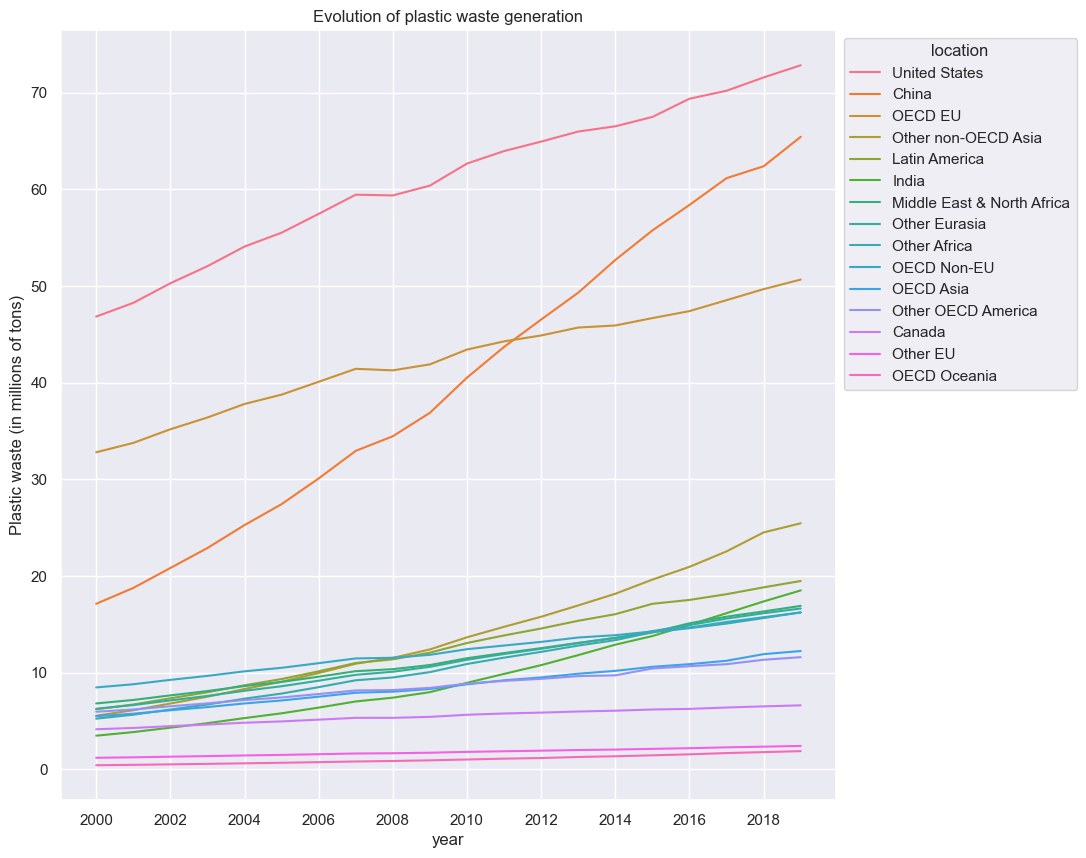 Evolution of plastic waste generation
location
United States
China
OECD EU
Other non-OECD Asia
Latin America
India
Middle East & North Africa
Other Eurasia
Other Africa
OECD Non-EU
OECD Asia
Other OECD America
Canada
Other EU
OECD Oceania
Plastic waste (in millions of tons)
70
60
50
40
30
20
10
0
2000 2002 2004 2006 2008 2010 2012 2014 2016 2018
year